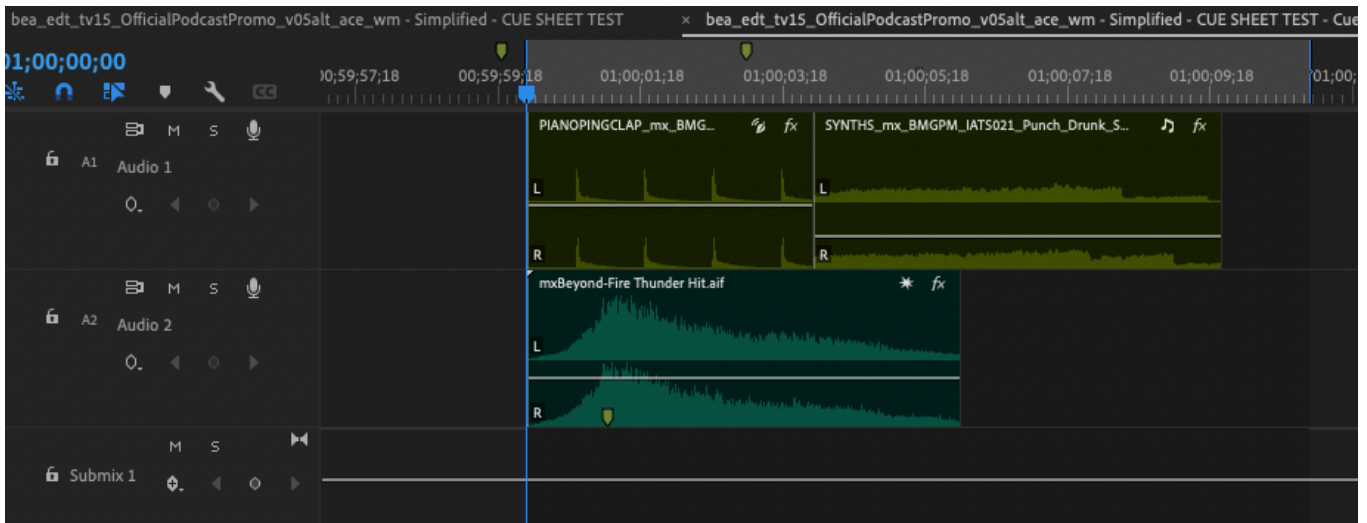 bea_edt_tv15_OfficialPodcastPromo_v05alt_ace_wm - Simplified - CUE SHEET TEST
× bea_edt_tv15_OfficialPodcastPromo_v05alt_ace_wm - Simplified - CUE SHEET TEST - Cue
01;00;00;00
00;59;57;18 00;59;59;18 01;00;01;18 01;00;03;18 01;00;05;18 01;00;07;18 01;00;09;18 01;00;
CC
M S
A1 Audio 1
PIANOPINGCLAP_mx_BMG... fx
L
R
SYNTHS_mx_BMGPM_IATS021_Punch_Drunk_S... fx
L
R
M S
A2 Audio 2
mxBeyond-Fire Thunder Hit.aif fx
L
R
M S
Submix 1